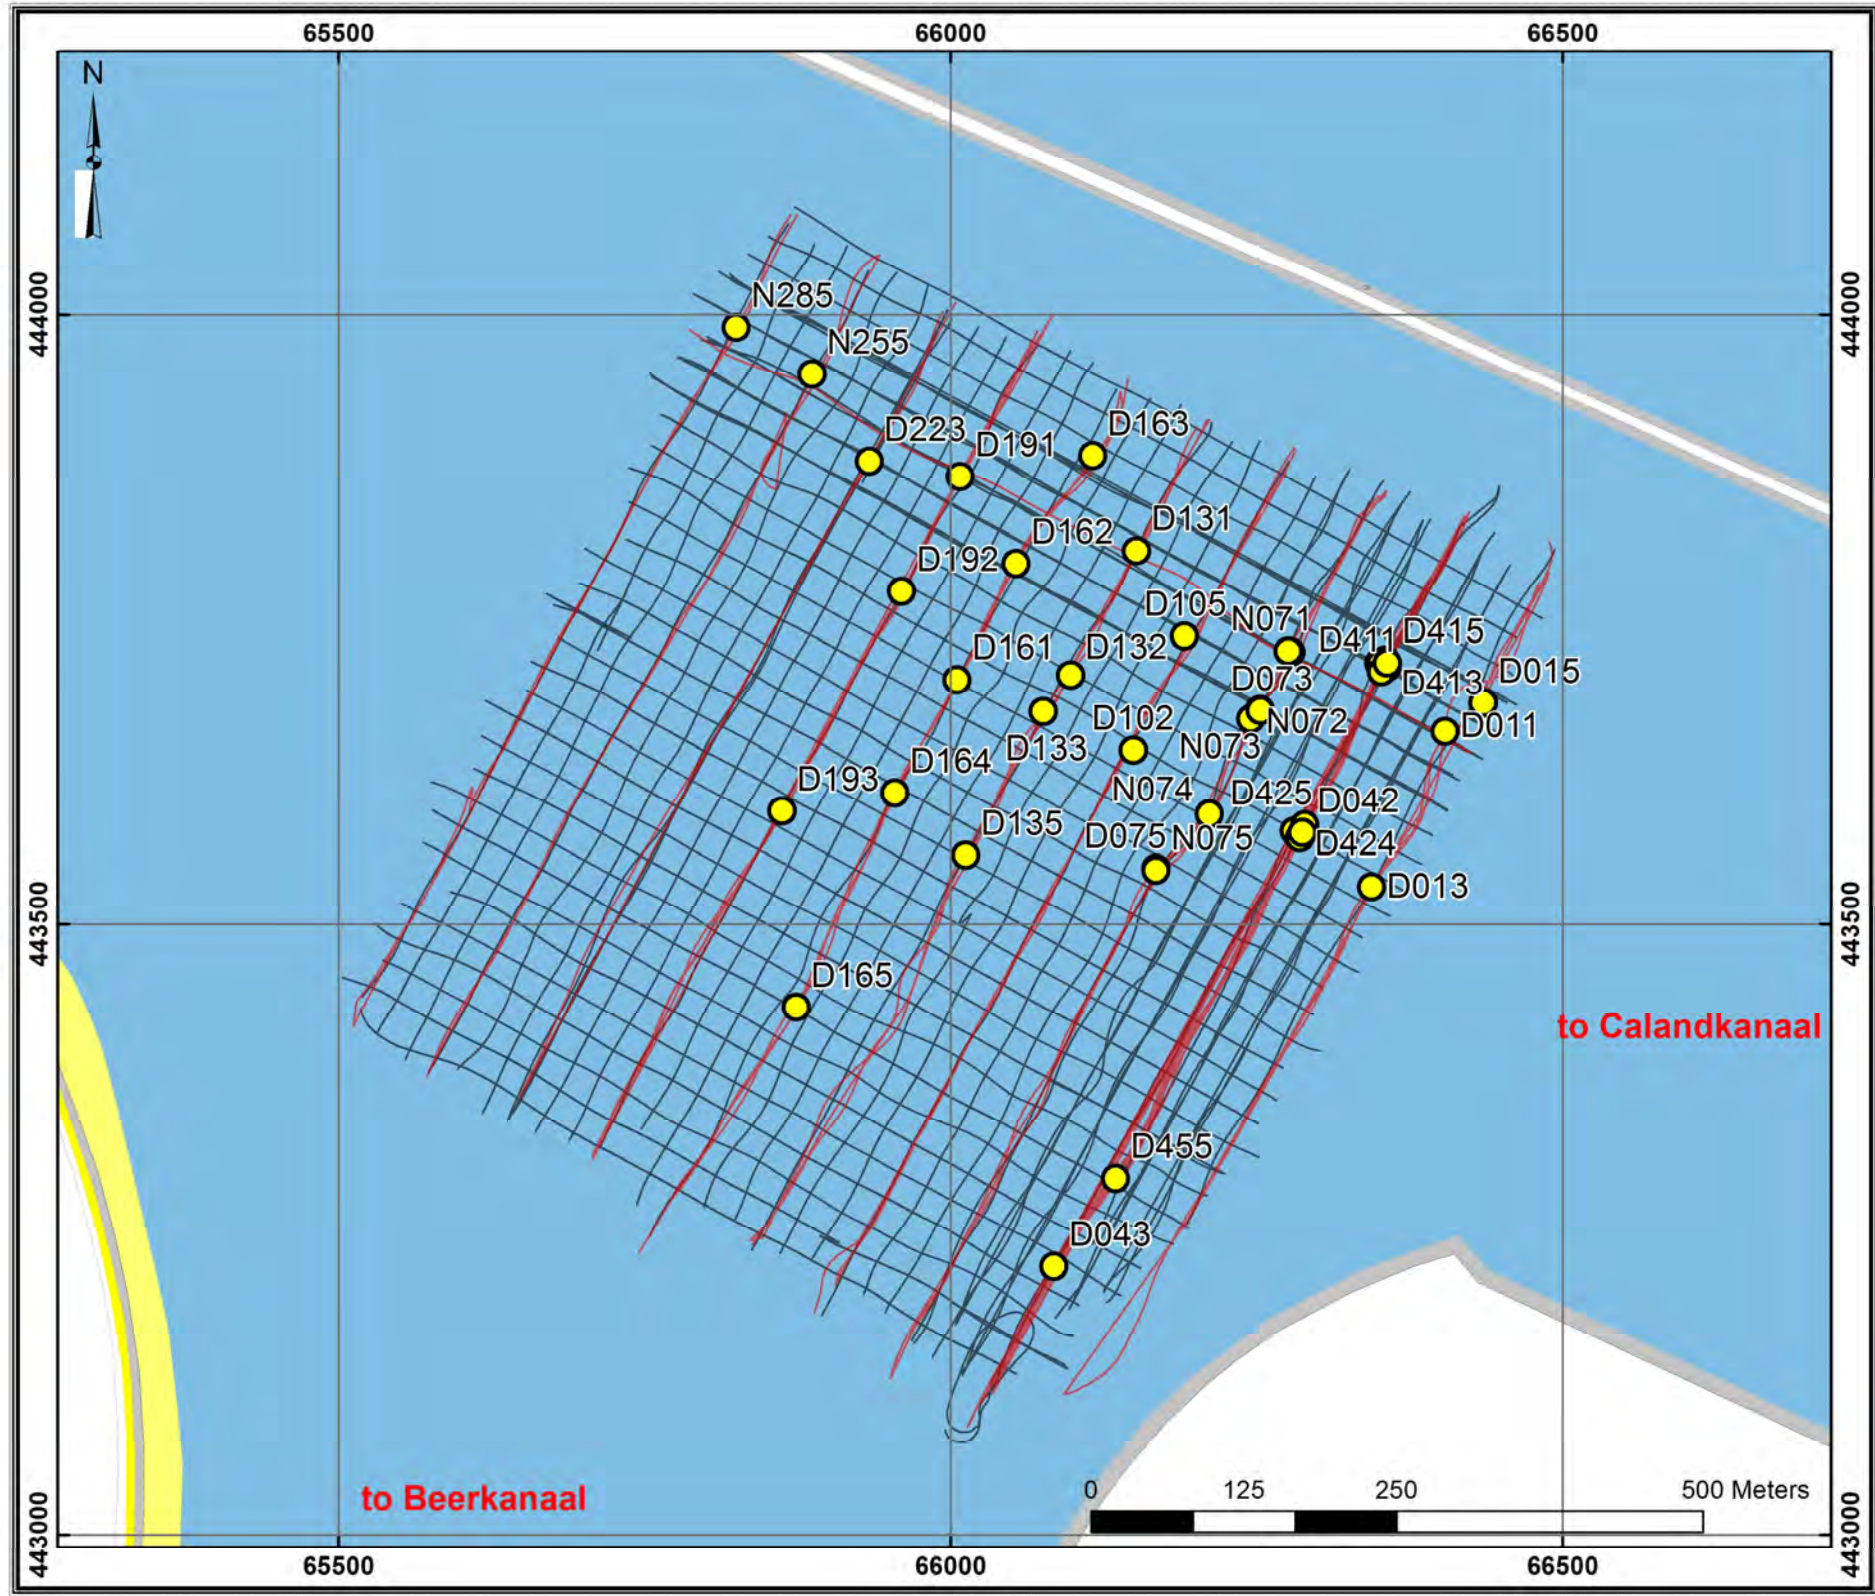 65500 66000 66500
N
444000 444000
N285
N255
D163
D223 D191
D131
D162
D192
D105 N071 D411 D415
D161 D132 D413 D015
D073
D102 N072 D011
D133 N073
D164
D193 N074 D425 D042
D135 D075 N075 D424
D013
443500 443500
D165
to Calandkanaal
D455
D043
to Beerkanaal
0 125 250 500 Meters
443000 443000
65500 66000 66500